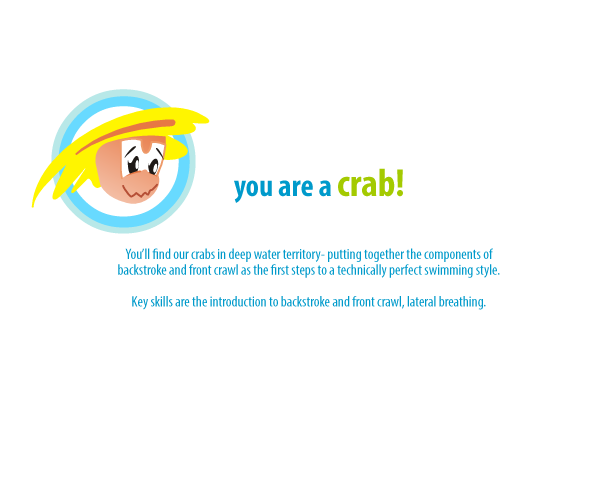 you are a crab!
You'll find our crabs in deep water territory- putting together the components of
backstroke and front crawl as the first steps to a technically perfect swimming style.
Key skills are the introduction to backstroke and front crawl, lateral breathing.